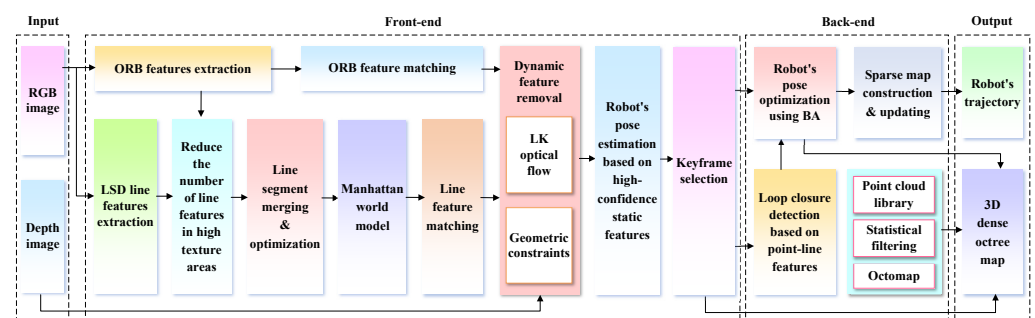 Input
Front-end
Back-end
Output
RGB
image
Depth
image
ORB features extraction
ORB feature matching
LSD line
features
extraction
Reduce
the
number
of line
features
in high
texture
areas
Line
segment
merging
&
optimization
Manhattan
world
model
Line
feature
matching
Dynamic
feature
removal
LK
optical
flow
Geometric
constraints
Robot's
pose
estimation
based on
high-
confidence
static
features
Keyframe
selection
Robot's
pose
optimization
using BA
Sparse map
construction
& updating
Loop closure
detection
based on
point-line
features
Point cloud
library
Statistical
filtering
Octomap
Robot's
trajectory
3D
dense
octree
map